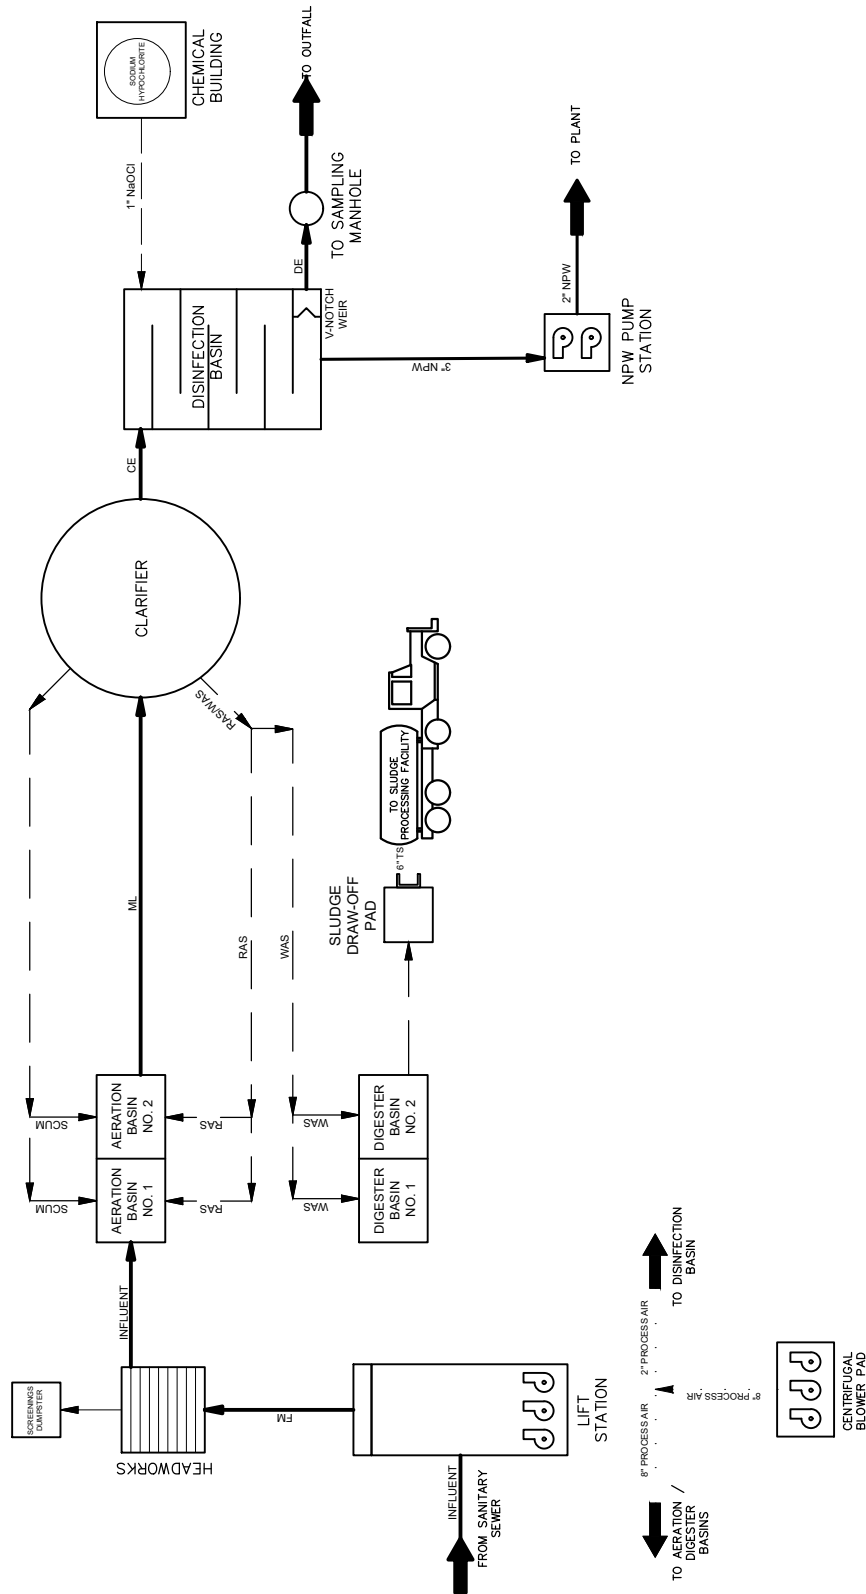 SODIUM
HYPOCHLORITE
CHEMICAL
BUILDING
1" NaOCl
TO OUTFALL
TO SAMPLING
MANHOLE
DE
V-NOTCH
WEIR
DISINFECTION
BASIN
3" NPW
2" NPW
TO PLANT
NPW PUMP
STATION
CE
CLARIFIER
RAS/WAS
ML
RAS
WAS
TO SLUDGE
PROCESSING FACILITY
6" TS
SLUDGE
DRAW-OFF
PAD
SCUM
SCUM
AERATION
BASIN
NO. 1
AERATION
BASIN
NO. 2
RAS
RAS
WAS
WAS
DIGESTER
BASIN
NO. 1
DIGESTER
BASIN
NO. 2
INFLUENT
SCREENINGS
DUMPSTER
HEADWORKS
FM
LIFT
STATION
INFLUENT
FROM SANITARY
SEWER
8" PROCESS AIR
2" PROCESS AIR
8" PROCESS AIR
TO AERATION /
DIGESTER
BASINS
TO DISINFECTION
BASIN
CENTRIFUGAL
BLOWER PAD